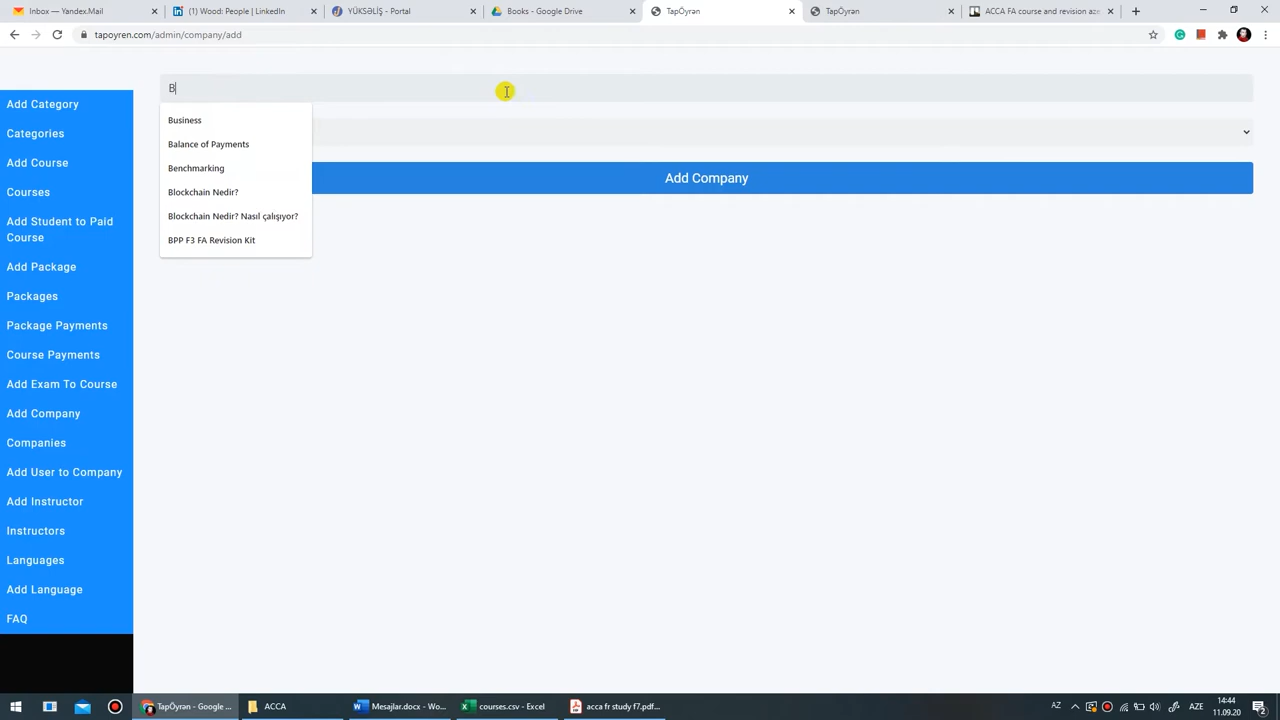 Inbox — Yandex.Mail
(1) Wood: People | LinkedIn
YÜKSƏLİŞ - Portal
Books - Google Drive
TapÖyrən
TapÖyrən
ACCA FA course and revision aze
tapoyren.com/admin/company/add
B
Business
Balance of Payments
Benchmarking
Blockchain Nedir?
Blockchain Nedir? Nasıl çalışıyor?
BPP F3 FA Revision Kit
Add Company
Add Category
Categories
Add Course
Courses
Add Student to Paid
Course
Add Package
Packages
Package Payments
Course Payments
Add Exam To Course
Add Company
Companies
Add User to Company
Add Instructor
Instructors
Languages
Add Language
FAQ
TapÖyrən - Google ...
ACCA
Mesajlar.docx - Wo...
courses.csv - Excel
acca fr study f7.pdf...
AZ
AZE
14:44
11.09.20
2